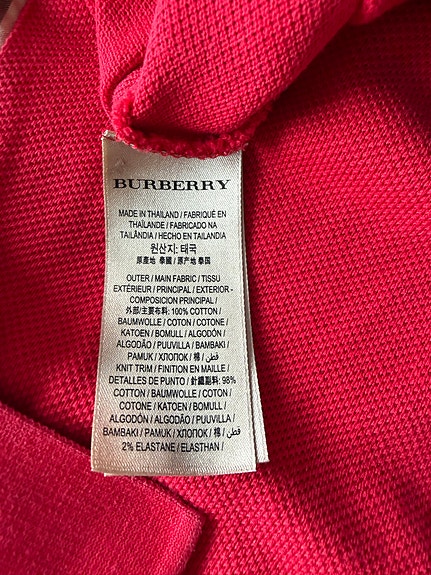 BURBERRY
MADE IN THAILAND / FABRIQUÉ EN
THAÏLANDE / FABRICADO NA
TAILÂNDIA / HECHO EN TAILANDIA
원산지: 태국
原產地 泰國 / 原产地 泰国
OUTER / MAIN FABRIC / TISSU
EXTÉRIEUR / PRINCIPAL / EXTERIOR -
COMPOSICION PRINCIPAL /
外部/主要布料: 100% COTTON /
BAUMWOLLE / COTON / COTONE /
KATOEN / BOMULL / ALGODÓN /
ALGODÃO / PUUVILLA / BAMBAKI /
PAMUK / ХЛОПОК / 棉 / قطن /
KNIT TRIM / FINITION EN MAILLE /
DETALLES DE PUNTO / 針織副料: 98%
COTTON / BAUMWOLLE / COTON /
COTONE / KATOEN / BOMULL /
ALGODÓN / ALGODÃO / PUUVILLA /
BAMBAKI / PAMUK / ХЛОПОК / 棉 / قطن /
2% ELASTANE / ELASTHAN /